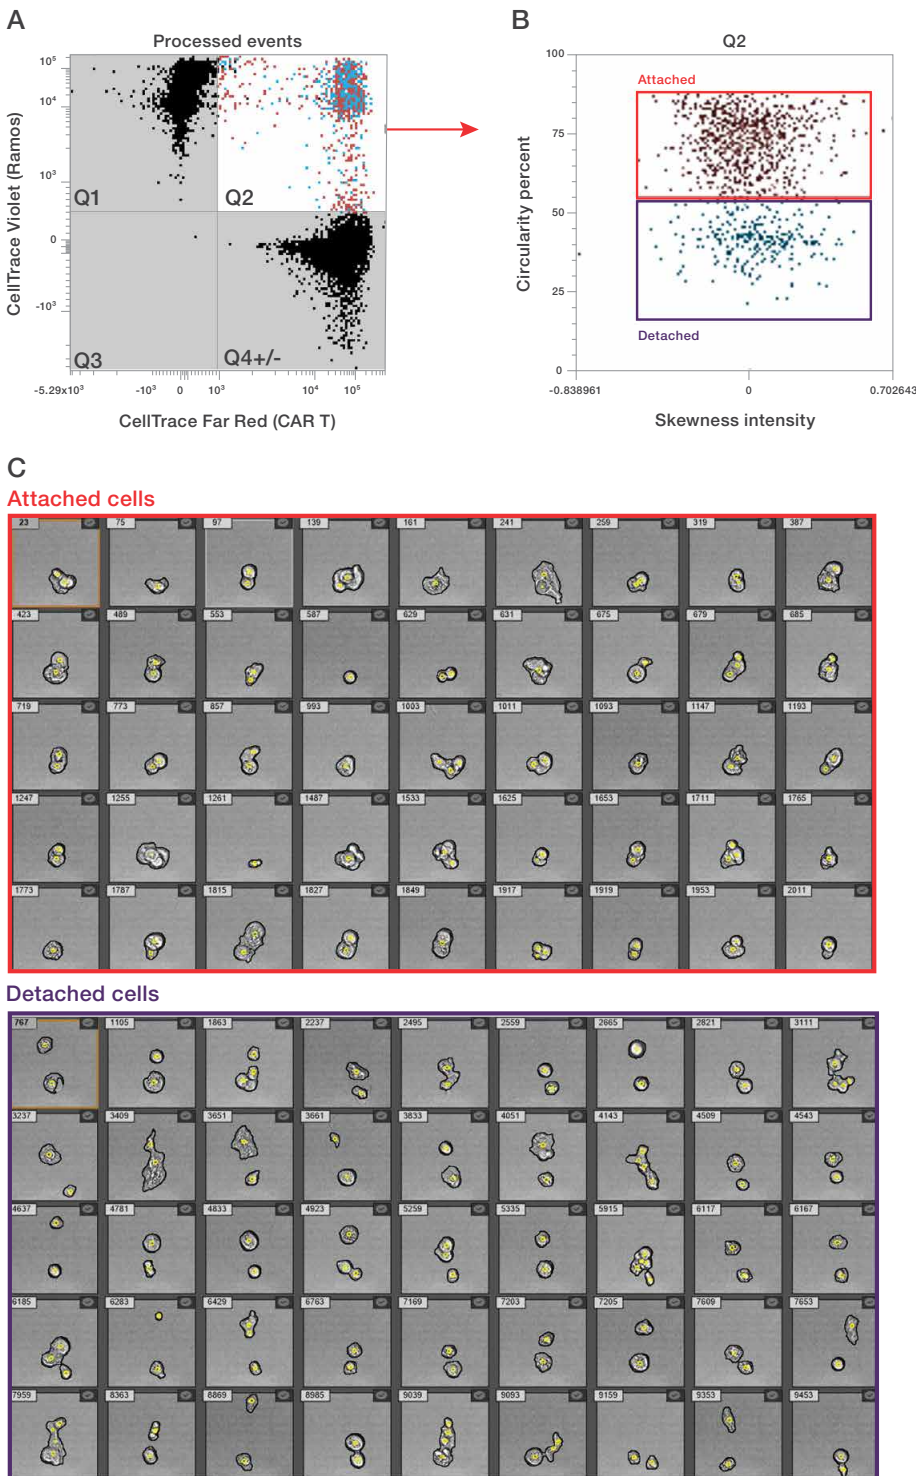 A
Processed events
CellTrace Violet (Ramos)
10⁵
10⁴
10³
0
-10³
Q1
Q2
Q3
Q4+/-
-5.29x10³
-10³
0
10³
10⁴
10⁵
CellTrace Far Red (CAR T)
B
Q2
Circularity percent
100
75
50
25
0
Attached
Detached
-0.838961
0
0.702643
Skewness intensity
C
Attached cells
23 75 97 139 161 241 259 319 387
423 489 553 587 629 631 675 679 685
719 773 857 993 1003 1011 1093 1147 1193
1247 1255 1261 1487 1533 1625 1653 1711 1765
1773 1787 1815 1827 1849 1917 1919 1953 2011
Detached cells
767 1105 1863 2237 2495 2559 2665 2821 3111
3237 3409 3651 3661 3833 4051 4143 4509 4543
4637 4781 4833 4923 5259 5335 5915 6117 6167
6185 6283 6429 6763 7169 7203 7205 7609 7653
7959 8363 8869 8985 9039 9093 9159 9353 9453